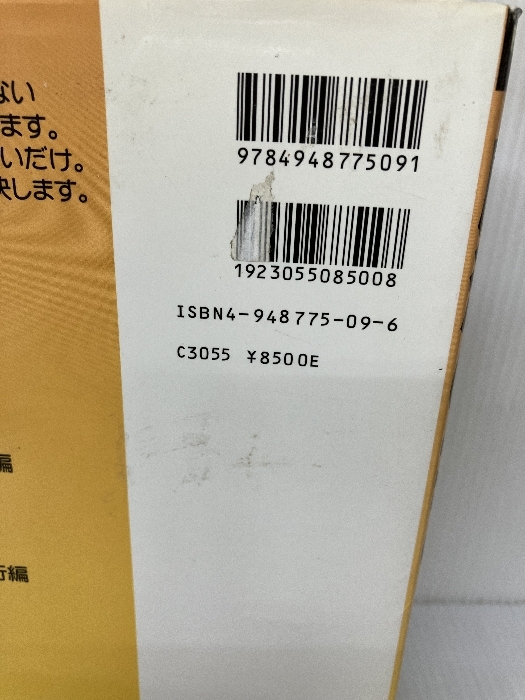 ない
ます。
いだけ。
決します。
9784948775091
1923055085008
ISBN4-948775-09-6
C3055 ¥8500E
編
行編